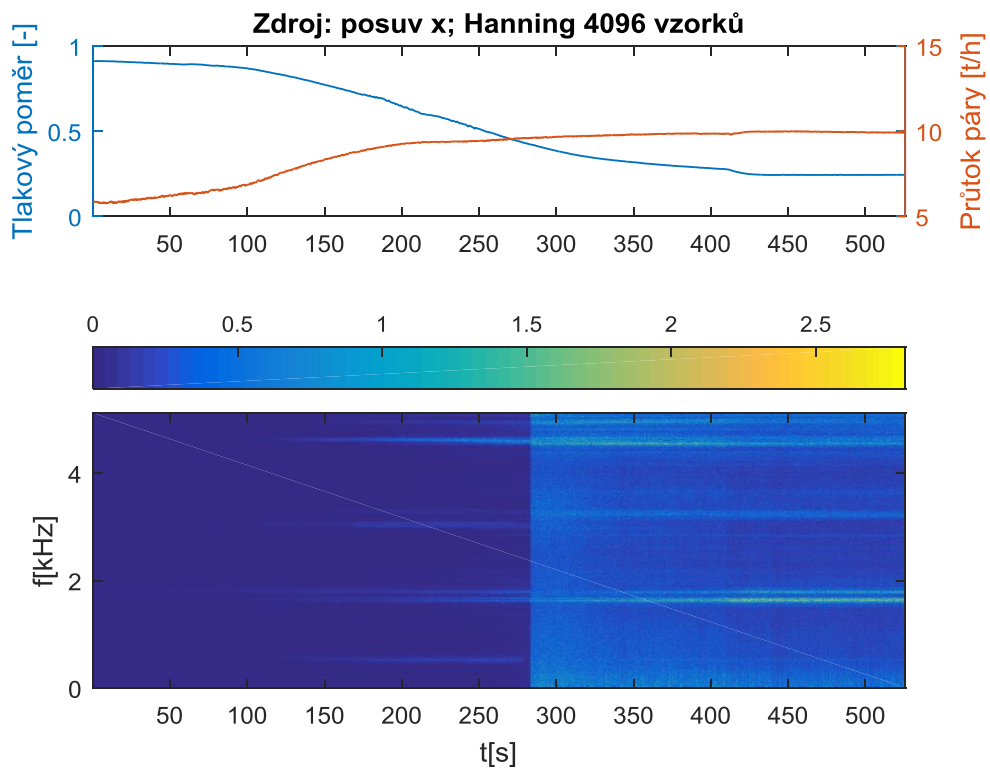 Zdroj: posuv x; Hanning 4096 vzorků
Tlakový poměr [-]
1
0.5
0
Průtok páry [t/h]
15
10
5
50 100 150 200 250 300 350 400 450 500
0 0.5 1 1.5 2 2.5
f[kHz]
4
2
0
50 100 150 200 250 300 350 400 450 500
t[s]